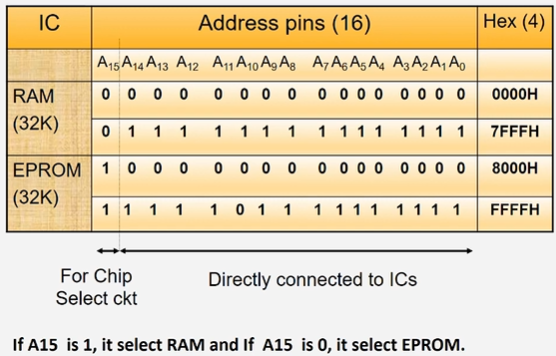 IC Address pins (16) Hex (4)
A15 A14 A13 A12 A11 A10 A9 A8 A7 A6 A5 A4 A3 A2 A1 A0
RAM (32K) 0 0 0 0 0 0 0 0 0 0 0 0 0 0 0 0 0000H
0 1 1 1 1 1 1 1 1 1 1 1 1 1 1 1 7FFFH
EPROM (32K) 1 0 0 0 0 0 0 0 0 0 0 0 0 0 0 0 8000H
1 1 1 1 1 0 1 1 1 1 1 1 1 1 1 1 FFFFH
For Chip
Select ckt
Directly connected to ICs
If A15 is 1, it select RAM and If A15 is 0, it select EPROM.